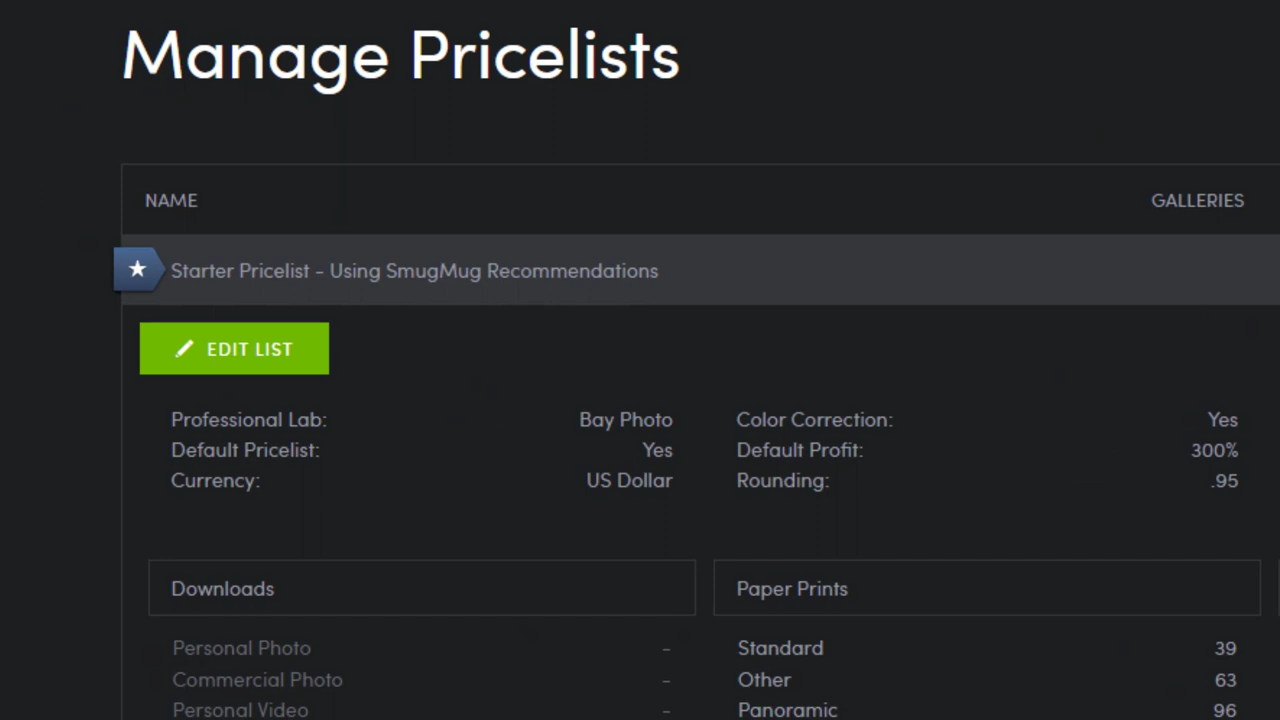 Manage Pricelists
NAME GALLERIES
Starter Pricelist - Using SmugMug Recommendations
EDIT LIST
Professional Lab: Bay Photo Color Correction: Yes
Default Pricelist: Yes Default Profit: 300%
Currency: US Dollar Rounding: .95
Downloads Paper Prints
Personal Photo - Standard 39
Commercial Photo - Other 63
Personal Video - Panoramic 96